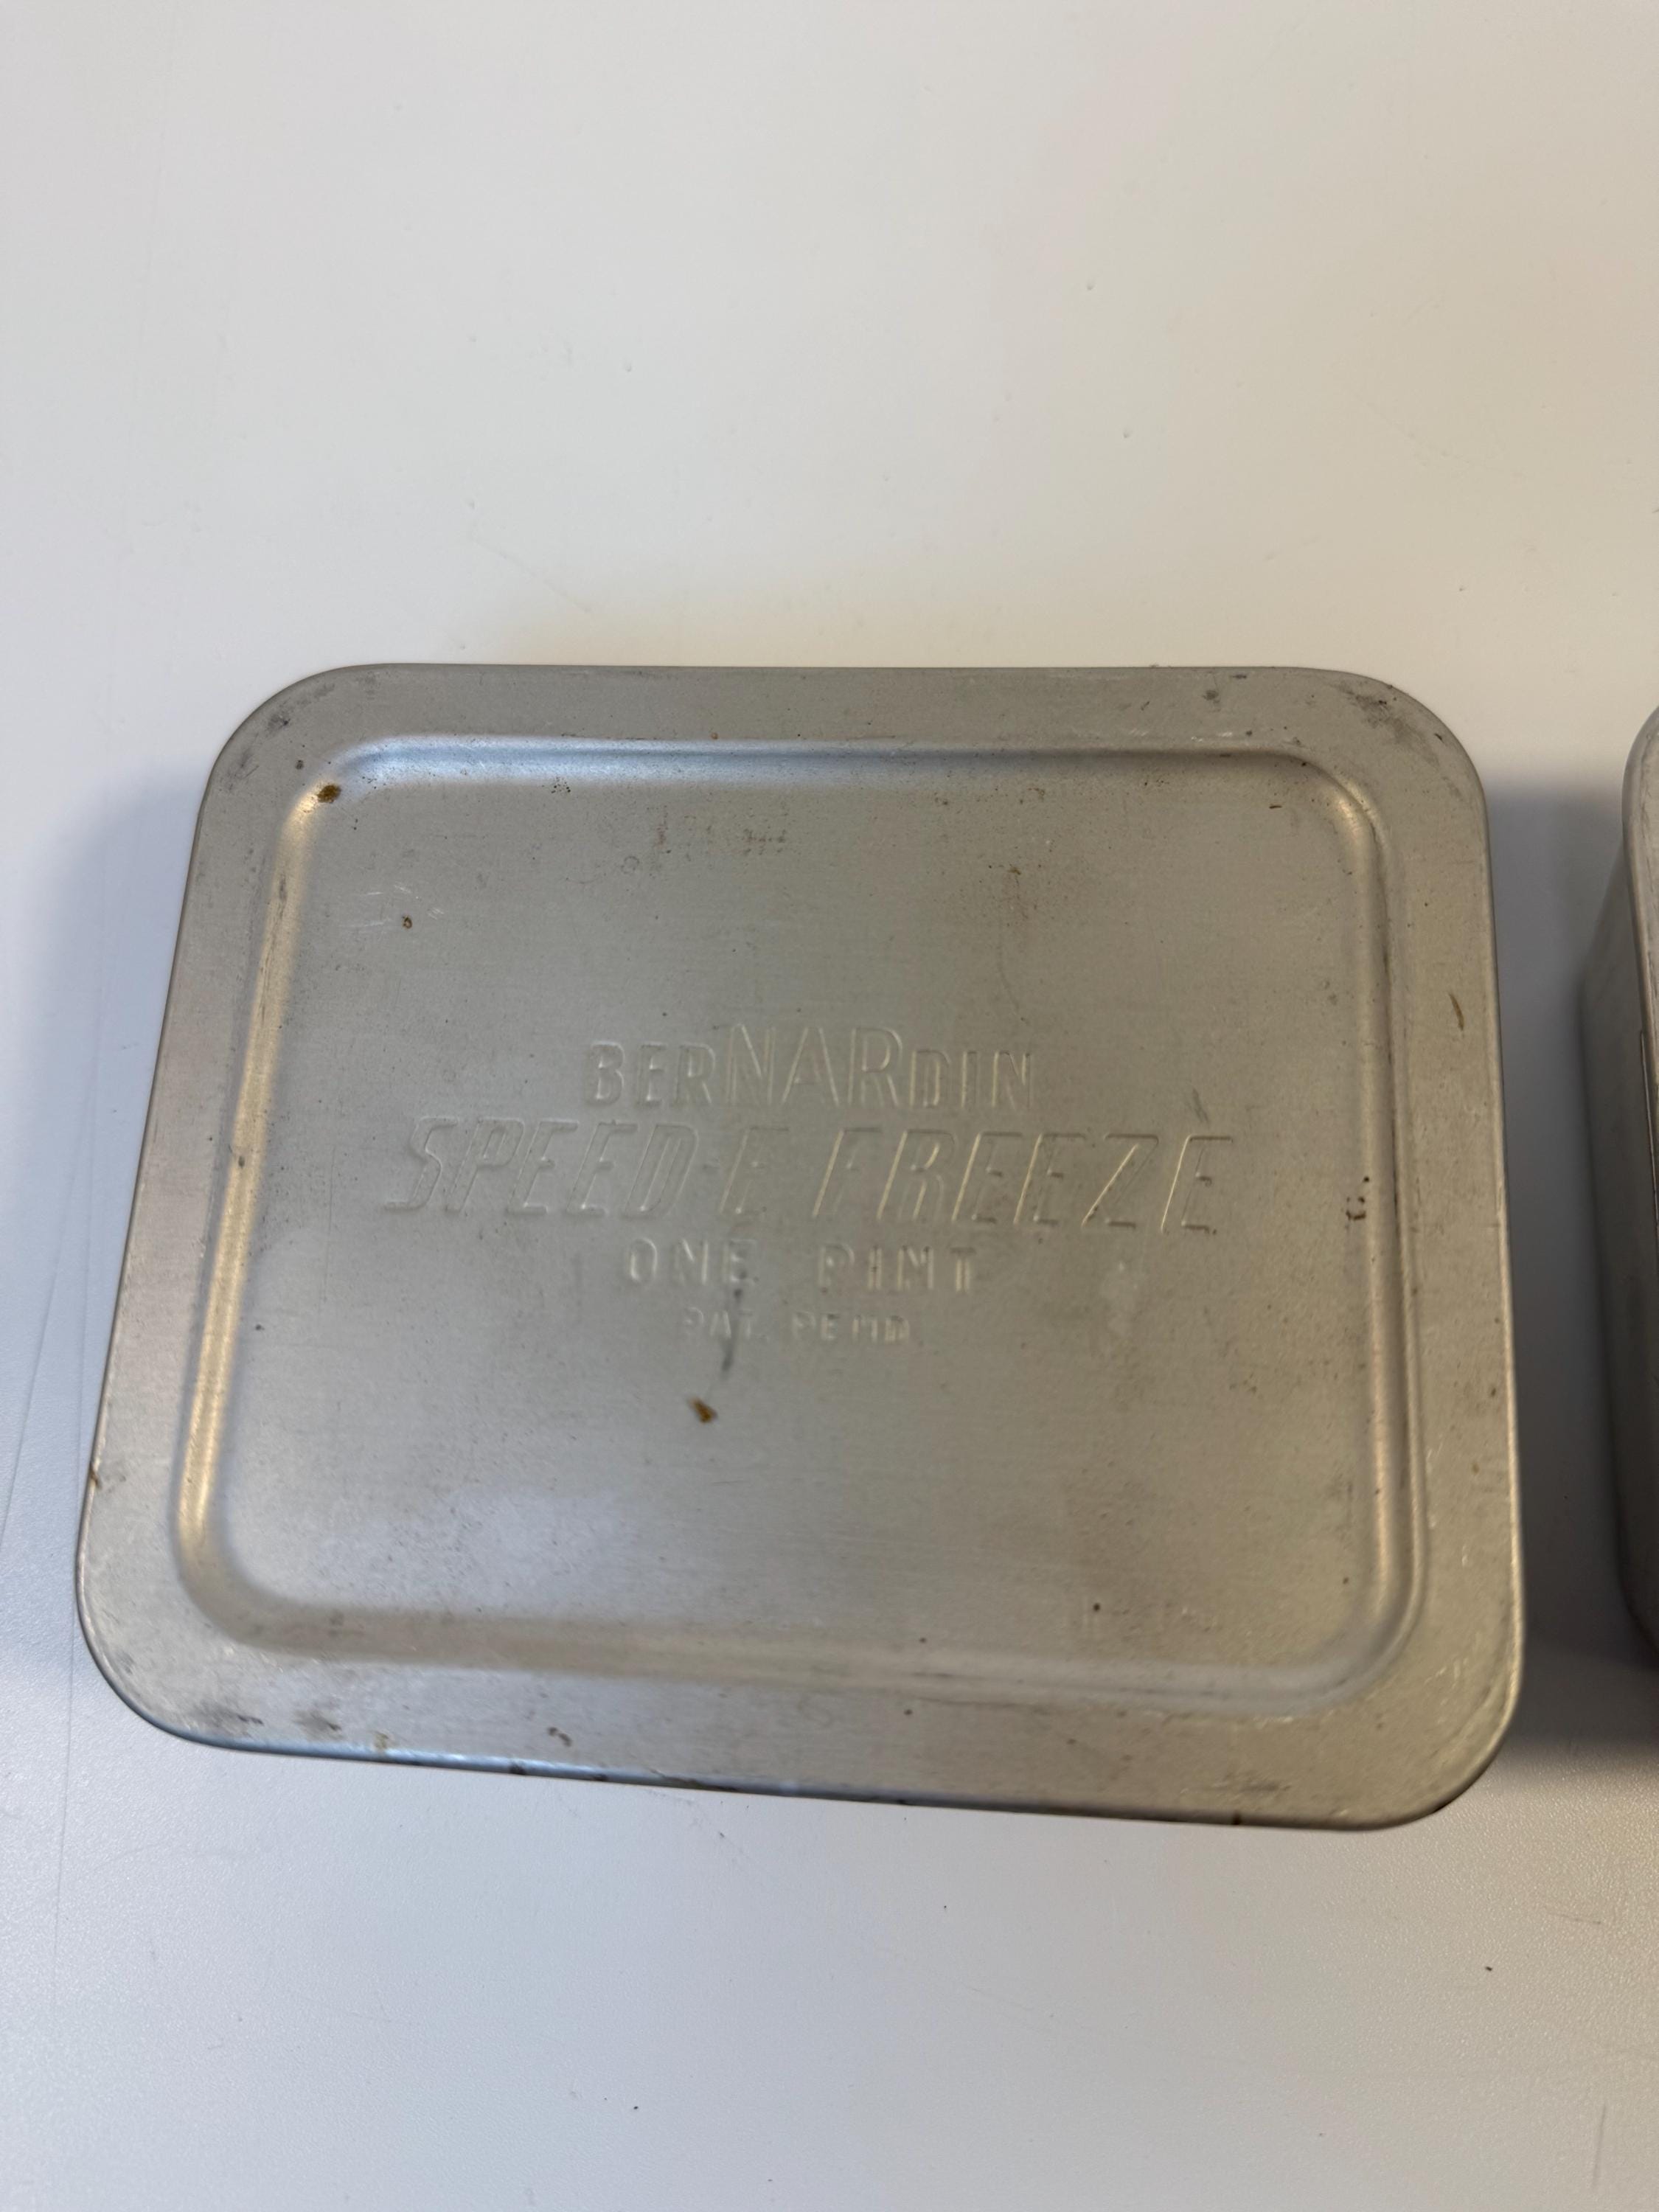 BERNARDIN
SPEED-E FREEZE
ONE PINT
PAT. PEND.